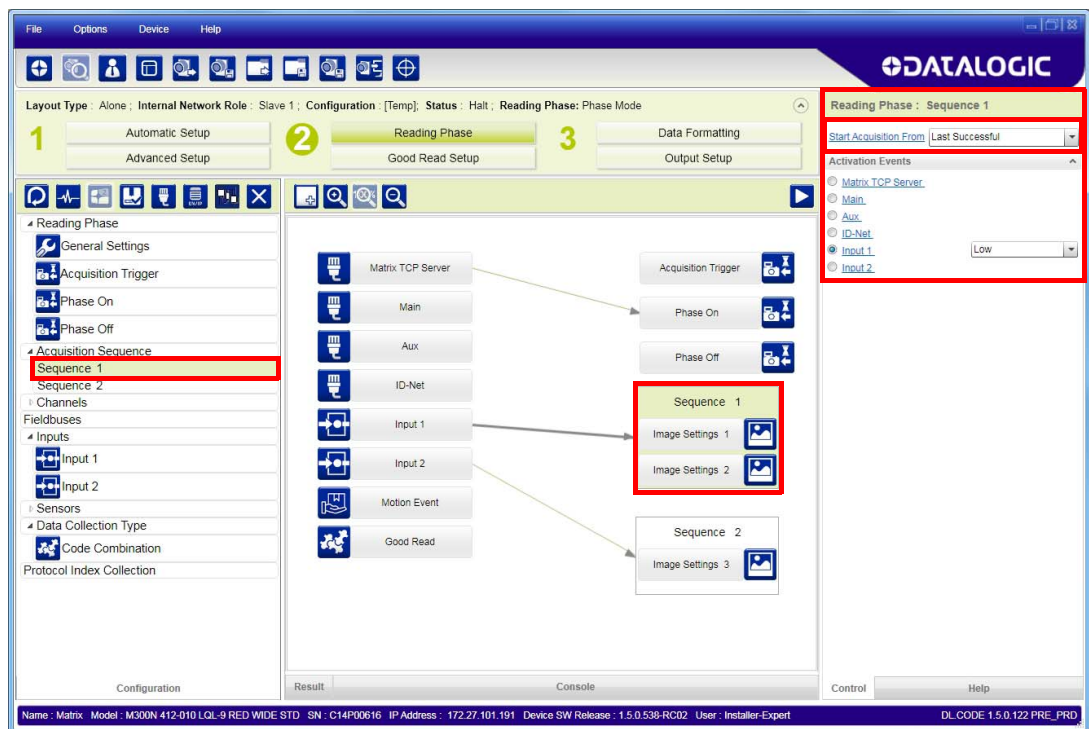 File Options Device Help
DATALOGIC
Layout Type : Alone ; Internal Network Role : Slave 1 ; Configuration : [Temp]; Status : Halt ; Reading Phase: Phase Mode
1 Automatic Setup
Advanced Setup
2 Reading Phase
Good Read Setup
3 Data Formatting
Output Setup
Reading Phase
General Settings
Acquisition Trigger
Phase On
Phase Off
Acquisition Sequence
Sequence 1
Sequence 2
Channels
Fieldbuses
Inputs
Input 1
Input 2
Sensors
Data Collection Type
Code Combination
Protocol Index Collection
Configuration
Matrix TCP Server
Main
Aux
ID-Net
Input 1
Input 2
Motion Event
Good Read
Acquisition Trigger
Phase On
Phase Off
Sequence 1
Image Settings 1
Image Settings 2
Sequence 2
Image Settings 3
Result Console
Reading Phase : Sequence 1
Start Acquisition From Last Successful
Activation Events
Matrix TCP Server
Main
Aux
ID-Net
Input 1 Low
Input 2
Control Help
Name : Matrix Model : M300N 412-010 LQL-9 RED WIDE STD SN : C14P00616 IP Address : 172.27.101.191 Device SW Release : 1.5.0.538-RC02 User : Installer-Expert DL.CODE 1.5.0.122 PRE_PRD